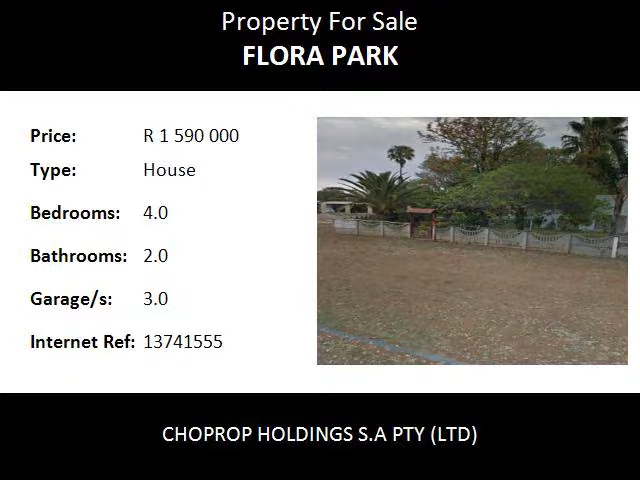 Property For Sale
FLORA PARK
Price: R 1 590 000
Type: House
Bedrooms: 4.0
Bathrooms: 2.0
Garage/s: 3.0
Internet Ref: 13741555
CHOPROP HOLDINGS S.A PTY (LTD)